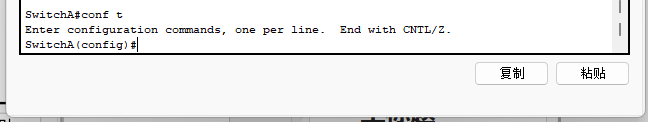 SwitchA#conf t
Enter configuration commands, one per line.  End with CNTL/Z.
SwitchA(config)#
复制 粘贴